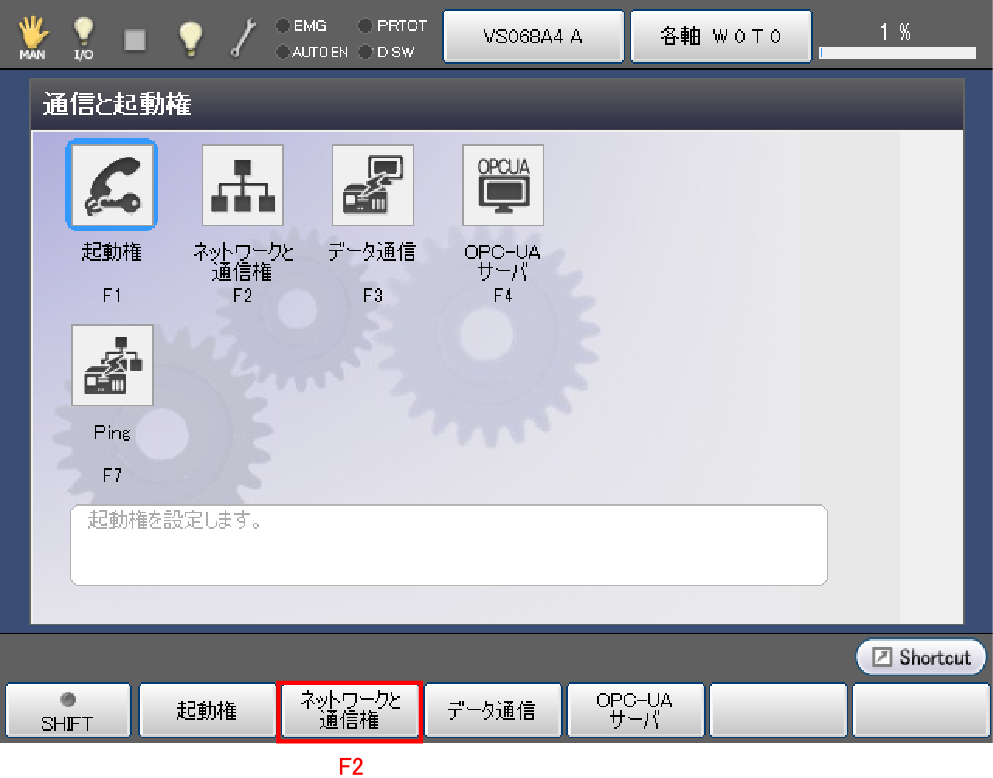 MAN
I/O
EMG
PRTOT
AUTO EN
D SW
VS068A4 A
各軸 W0T0
1 %
通信と起動権
OPCUA
起動権
ネットワークと
通信権
データ通信
OPC-UA
サーバ
F1
F2
F3
F4
Ping
F7
起動権を設定します。
Shortcut
SHIFT
起動権
ネットワークと
通信権
データ通信
OPC-UA
サーバ
F2